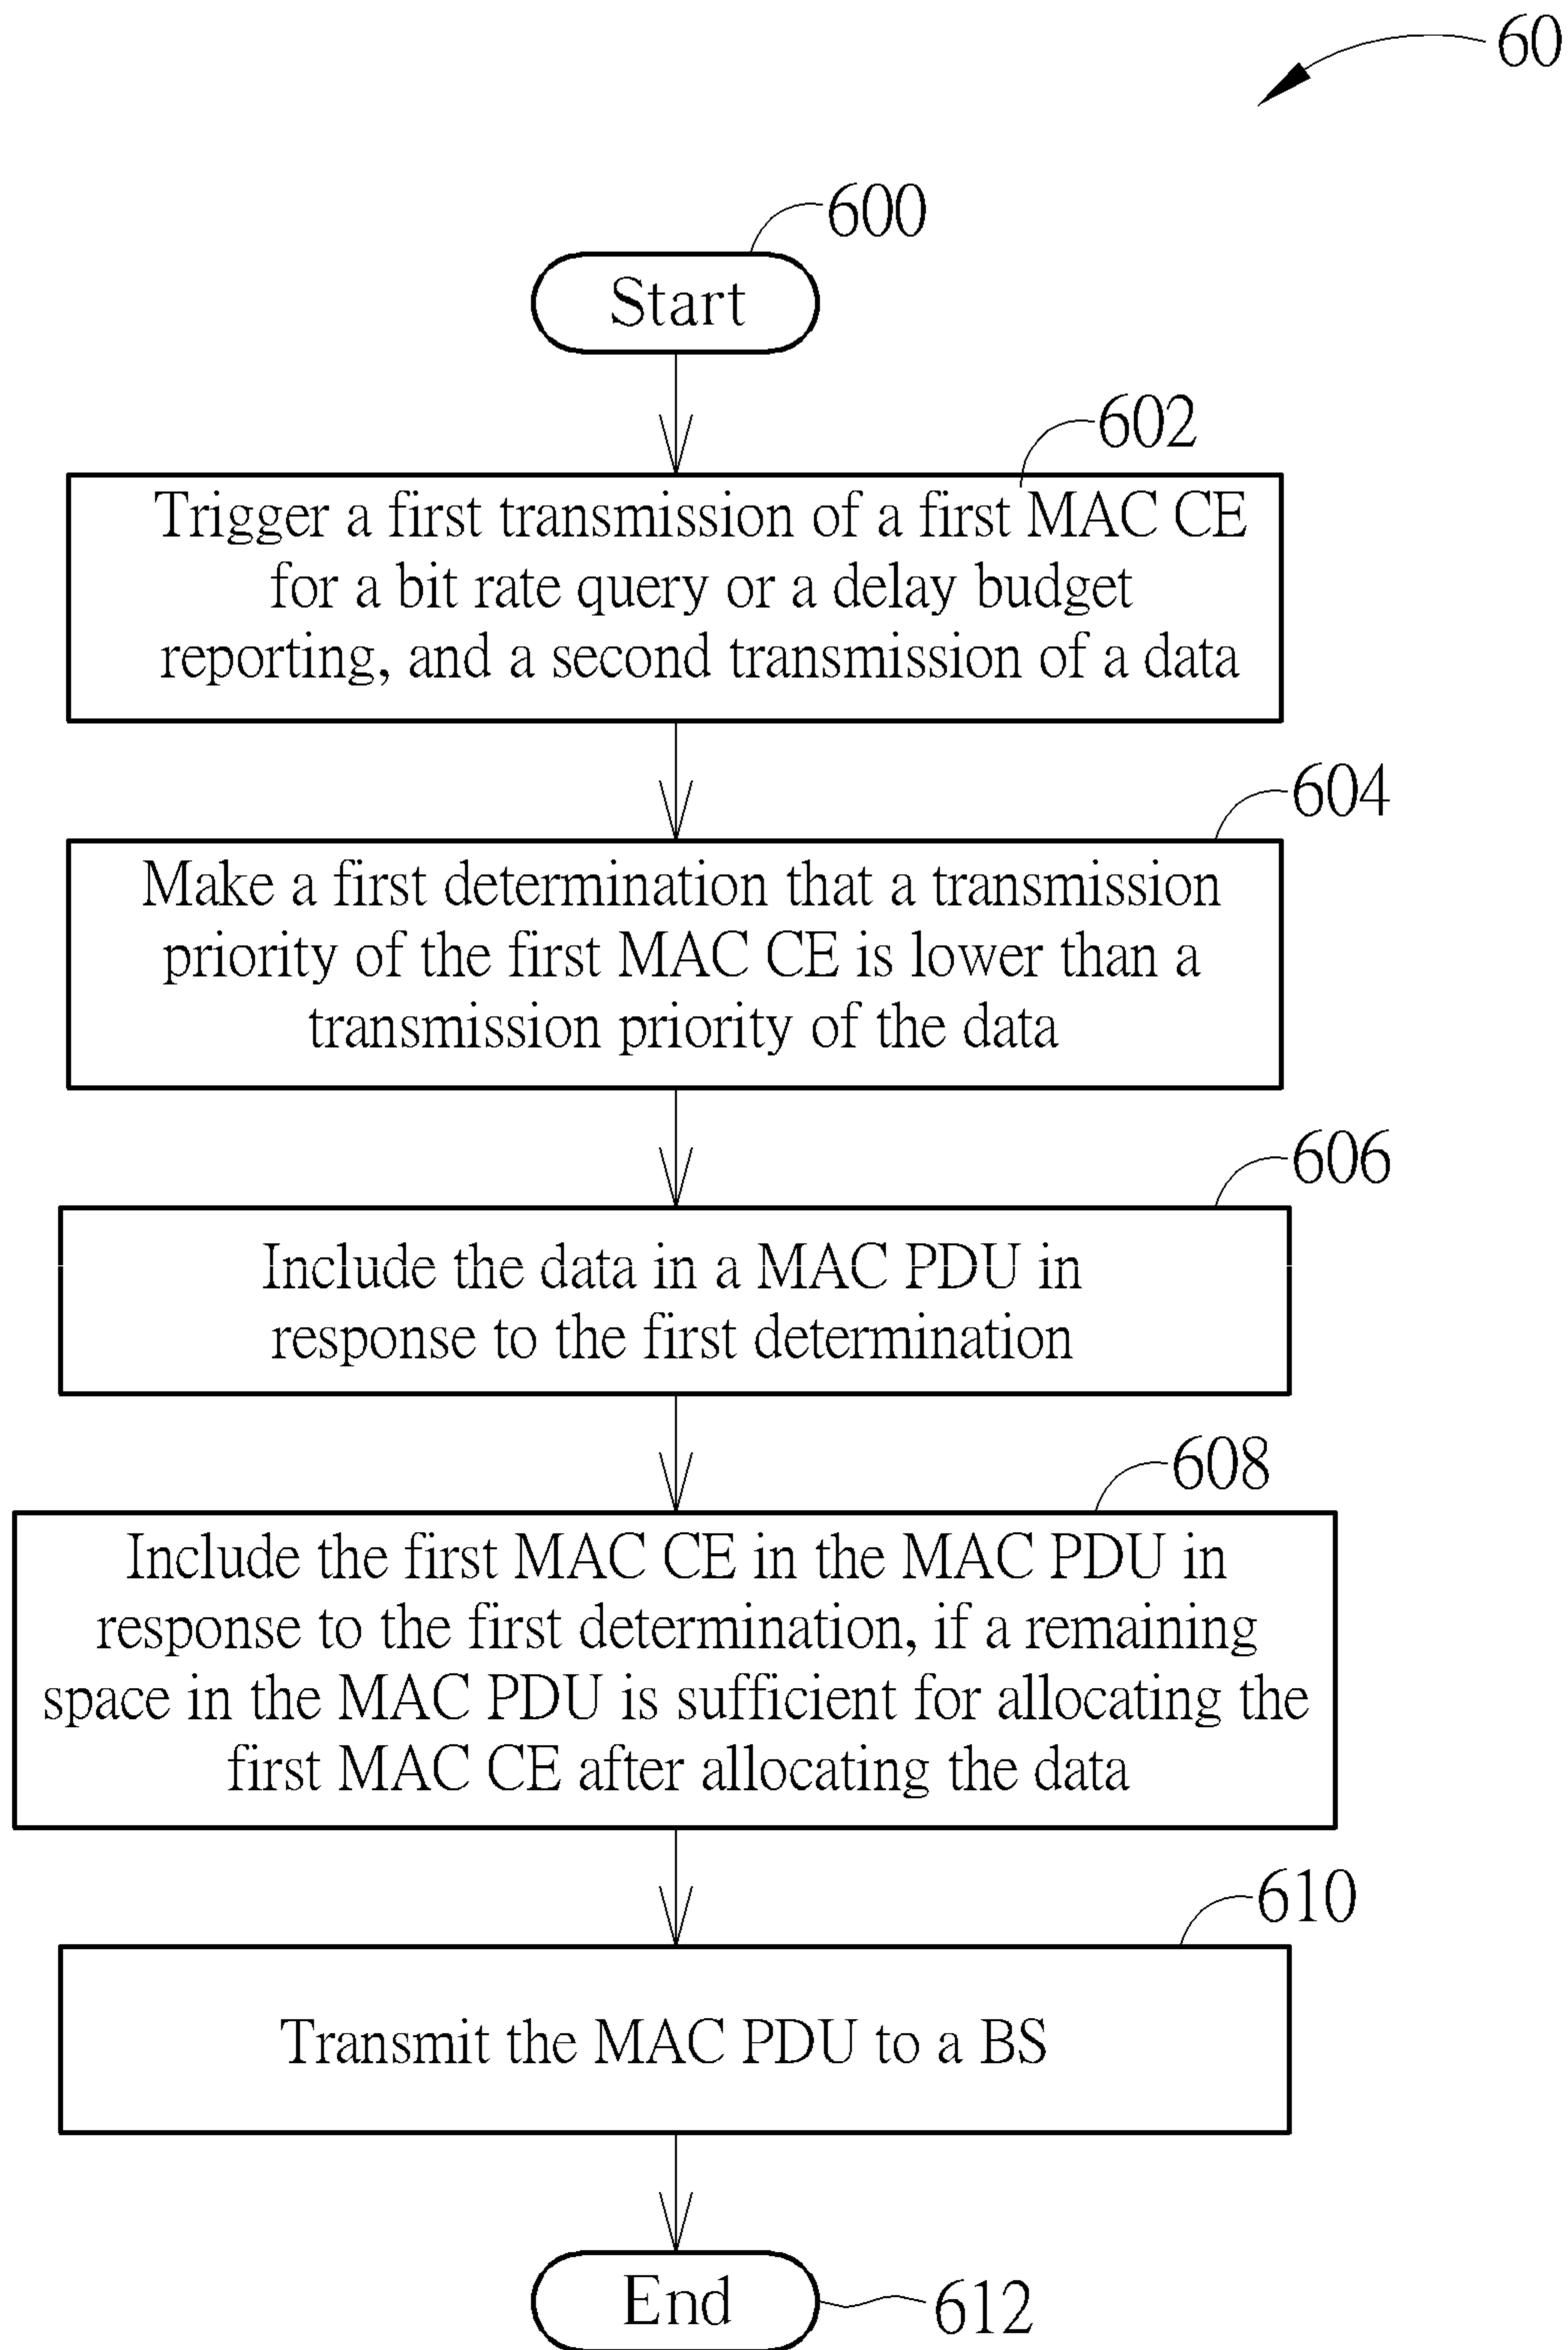 60
600
Start
602
Trigger a first transmission of a first MAC CE
for a bit rate query or a delay budget
reporting, and a second transmission of a data
604
Make a first determination that a transmission
priority of the first MAC CE is lower than a
transmission priority of the data
606
Include the data in a MAC PDU in
response to the first determination
608
Include the first MAC CE in the MAC PDU in
response to the first determination, if a remaining
space in the MAC PDU is sufficient for allocating the
first MAC CE after allocating the data
610
Transmit the MAC PDU to a BS
End
612